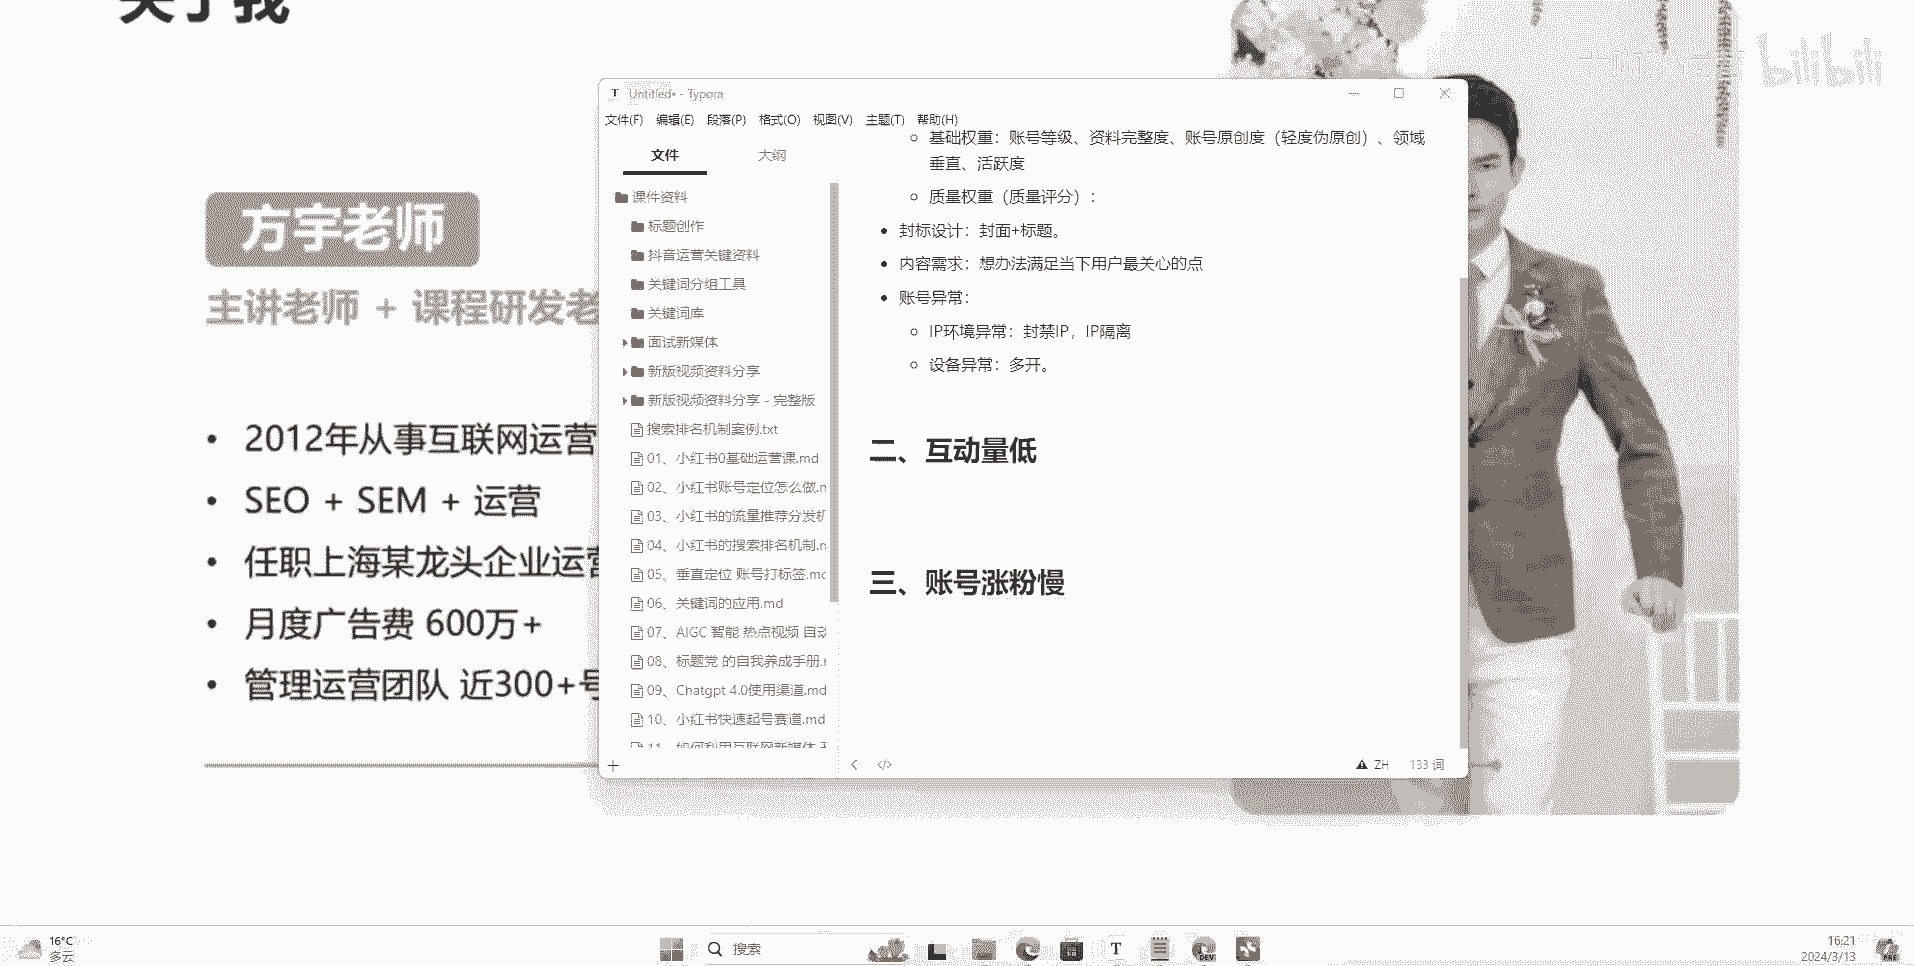 关于我
bilibili
方宇老师
主讲老师 + 课程研发老
2012年从事互联网运营
SEO + SEM + 运营
任职上海某龙头企业运营
月度广告费 600万+
管理运营团队 近300+号
Untitled• - Typora
文件(F) 编辑(E) 段落(P) 格式(O) 视图(V) 主题(T) 帮助(H)
文件 大纲
课件资料
标题创作
抖音运营关键资料
关键词分组工具
关键词库
面试新媒体
新版视频资料分享
新版视频资料分享 - 完整版
搜索排名机制案例.txt
01、小红书0基础运营课.md
02、小红书账号定位怎么做.m
03、小红书的流量推荐分发机
04、小红书的搜索排名机制.m
05、垂直定位 账号打标签.md
06、关键词的应用.md
07、AIGC 智能 热点视频 自动
08、标题党 的自我养成手册.m
09、Chatgpt 4.0使用渠道.md
10、小红书快速起号赛道.md
11、如何利用互联网新媒体
基础权重：账号等级、资料完整度、账号原创度（轻度伪原创）、领域
垂直、活跃度
质量权重（质量评分）：
封标设计：封面+标题。
内容需求：想办法满足当下用户最关心的点
账号异常：
IP环境异常：封禁IP，IP隔离
设备异常：多开。
二、互动量低
三、账号涨粉慢
ZH 133 词
16°C
多云
搜索
DEV
PRE
16:21
2024/3/13